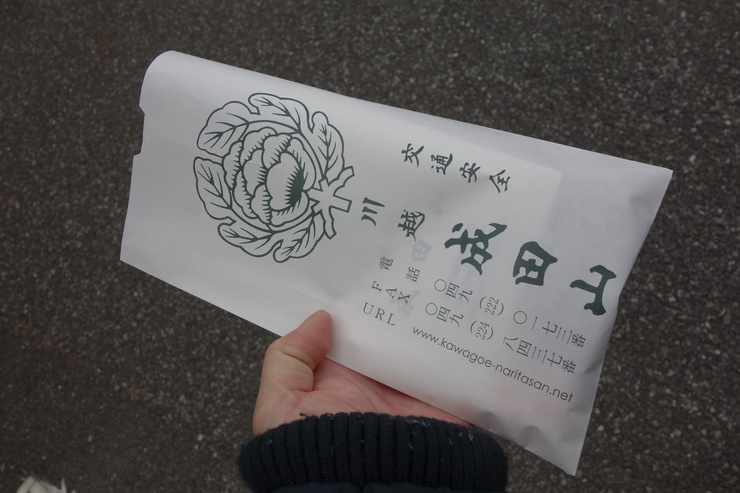 交通安全
川越 成田山
電話 〇四九(222)〇一七三番
FAX 〇四九(224)八四三七番
URL www.kawagoe-naritasan.net